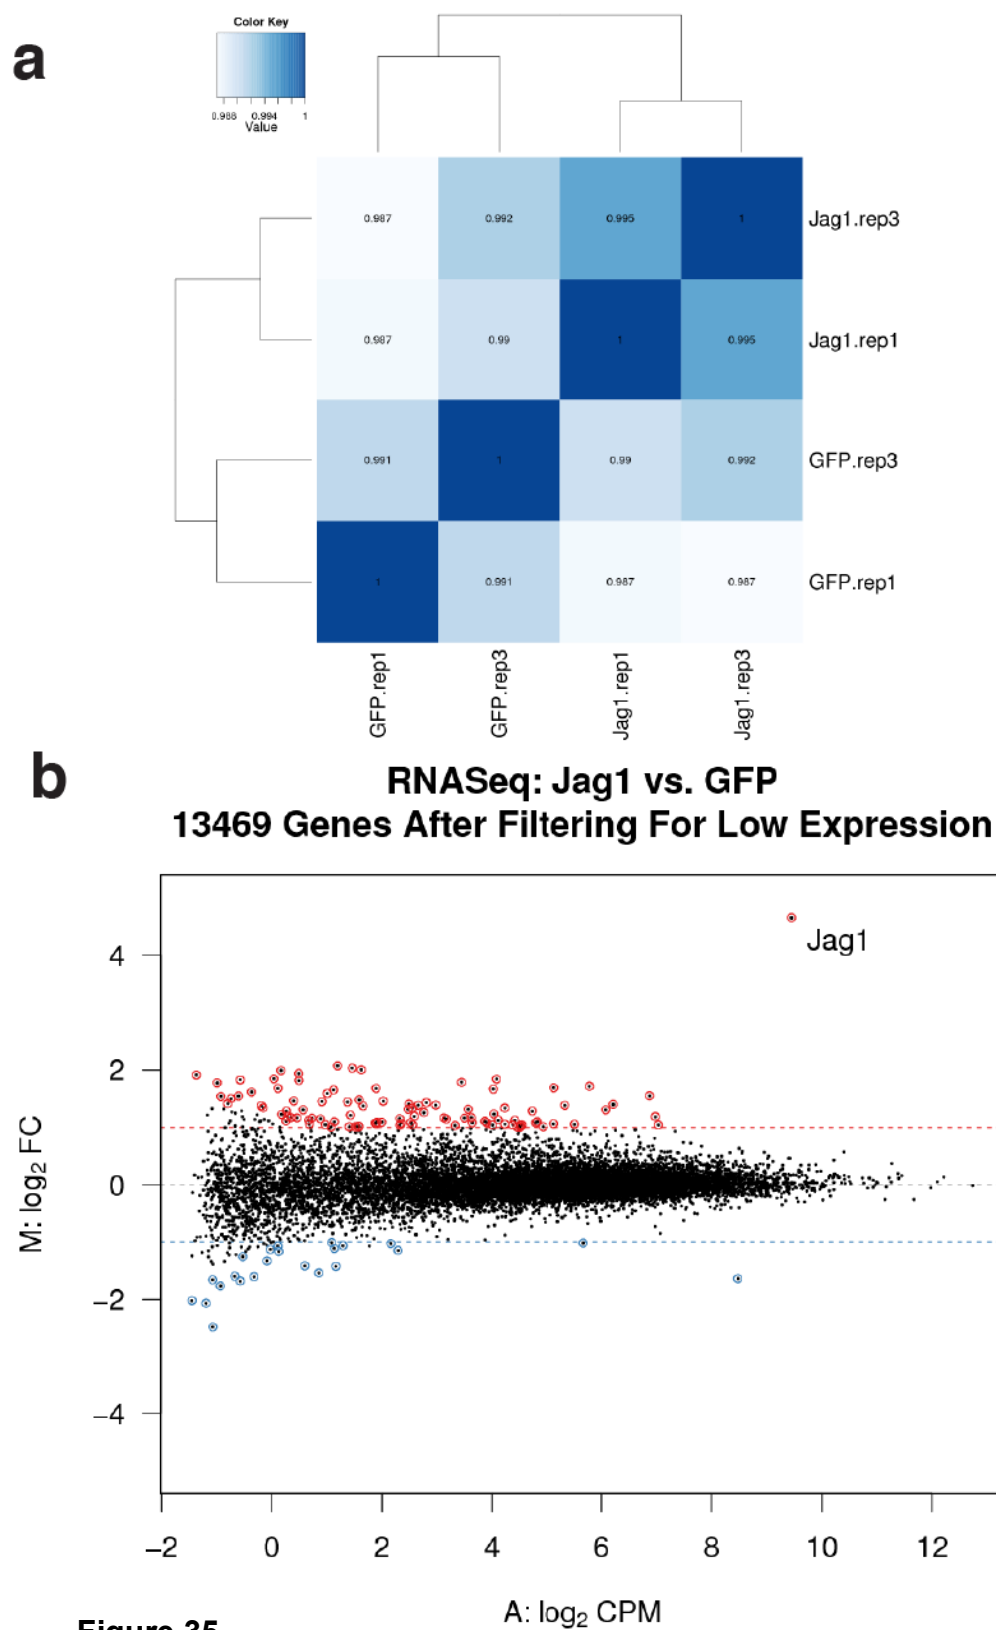 a
Color Key
0.988 0.994 1
Value
0.987 0.992 0.995 1 Jag1.rep3
0.987 0.99 1 0.995 Jag1.rep1
0.991 1 0.99 0.992 GFP.rep3
1 0.991 0.987 0.987 GFP.rep1
GFP.rep1 GFP.rep3 Jag1.rep1 Jag1.rep3
b
RNASeq: Jag1 vs. GFP
13469 Genes After Filtering For Low Expression
Jag1
M: log₂ FC
4
2
0
−2
−4
−2 0 2 4 6 8 10 12
A: log₂ CPM
Figure 35